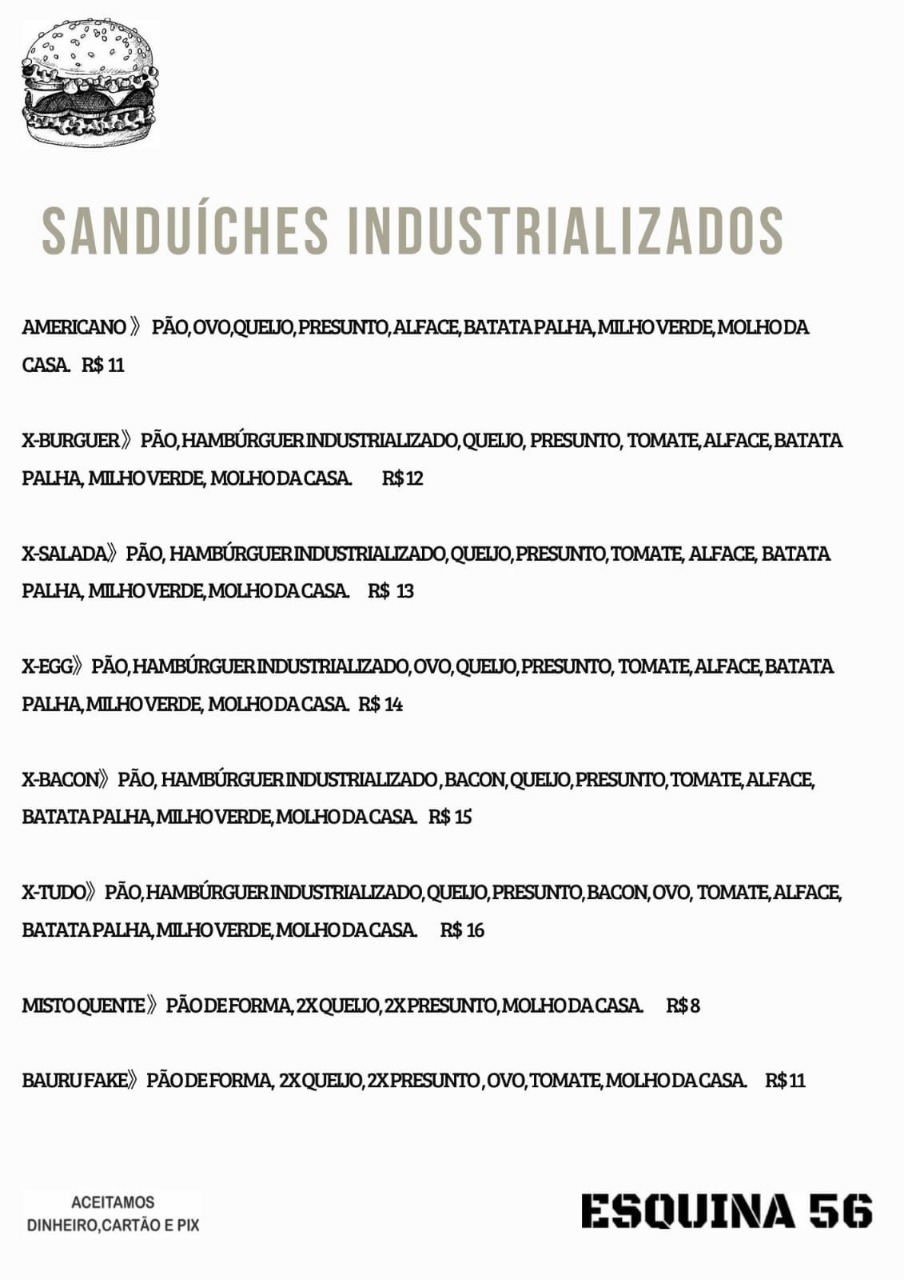 SANDUÍCHES INDUSTRIALIZADOS
AMERICANO 》 PÃO, OVO,QUEIJO, PRESUNTO, ALFACE, BATATA PALHA, MILHO VERDE, MOLHO DA
CASA. R$ 11
X-BURGUER 》 PÃO, HAMBÚRGUER INDUSTRIALIZADO, QUEIJO, PRESUNTO, TOMATE, ALFACE, BATATA
PALHA, MILHO VERDE, MOLHO DA CASA. R$ 12
X-SALADA》 PÃO, HAMBÚRGUER INDUSTRIALIZADO, QUEIJO, PRESUNTO, TOMATE, ALFACE, BATATA
PALHA, MILHO VERDE, MOLHO DA CASA. R$ 13
X-EGG》 PÃO, HAMBÚRGUER INDUSTRIALIZADO, OVO, QUEIJO, PRESUNTO, TOMATE, ALFACE, BATATA
PALHA, MILHO VERDE, MOLHO DA CASA. R$ 14
X-BACON》 PÃO, HAMBÚRGUER INDUSTRIALIZADO , BACON, QUEIJO, PRESUNTO, TOMATE, ALFACE,
BATATA PALHA, MILHO VERDE, MOLHO DA CASA. R$ 15
X-TUDO》 PÃO, HAMBÚRGUER INDUSTRIALIZADO, QUEIJO, PRESUNTO, BACON, OVO, TOMATE, ALFACE,
BATATA PALHA, MILHO VERDE, MOLHO DA CASA. R$ 16
MISTO QUENTE 》 PÃO DE FORMA, 2X QUEIJO, 2X PRESUNTO, MOLHO DA CASA. R$ 8
BAURU FAKE》 PÃO DE FORMA, 2X QUEIJO, 2X PRESUNTO , OVO, TOMATE, MOLHO DA CASA. R$ 11
ACEITAMOS
DINHEIRO,CARTÃO E PIX
ESQUINA 56